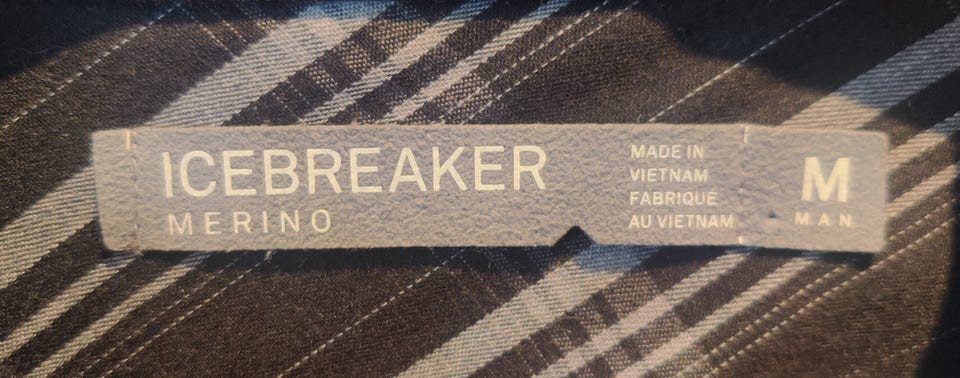 ICEBREAKER
MERINO
MADE IN
VIETNAM
FABRIQUÉ
AU VIETNAM
M
MAN